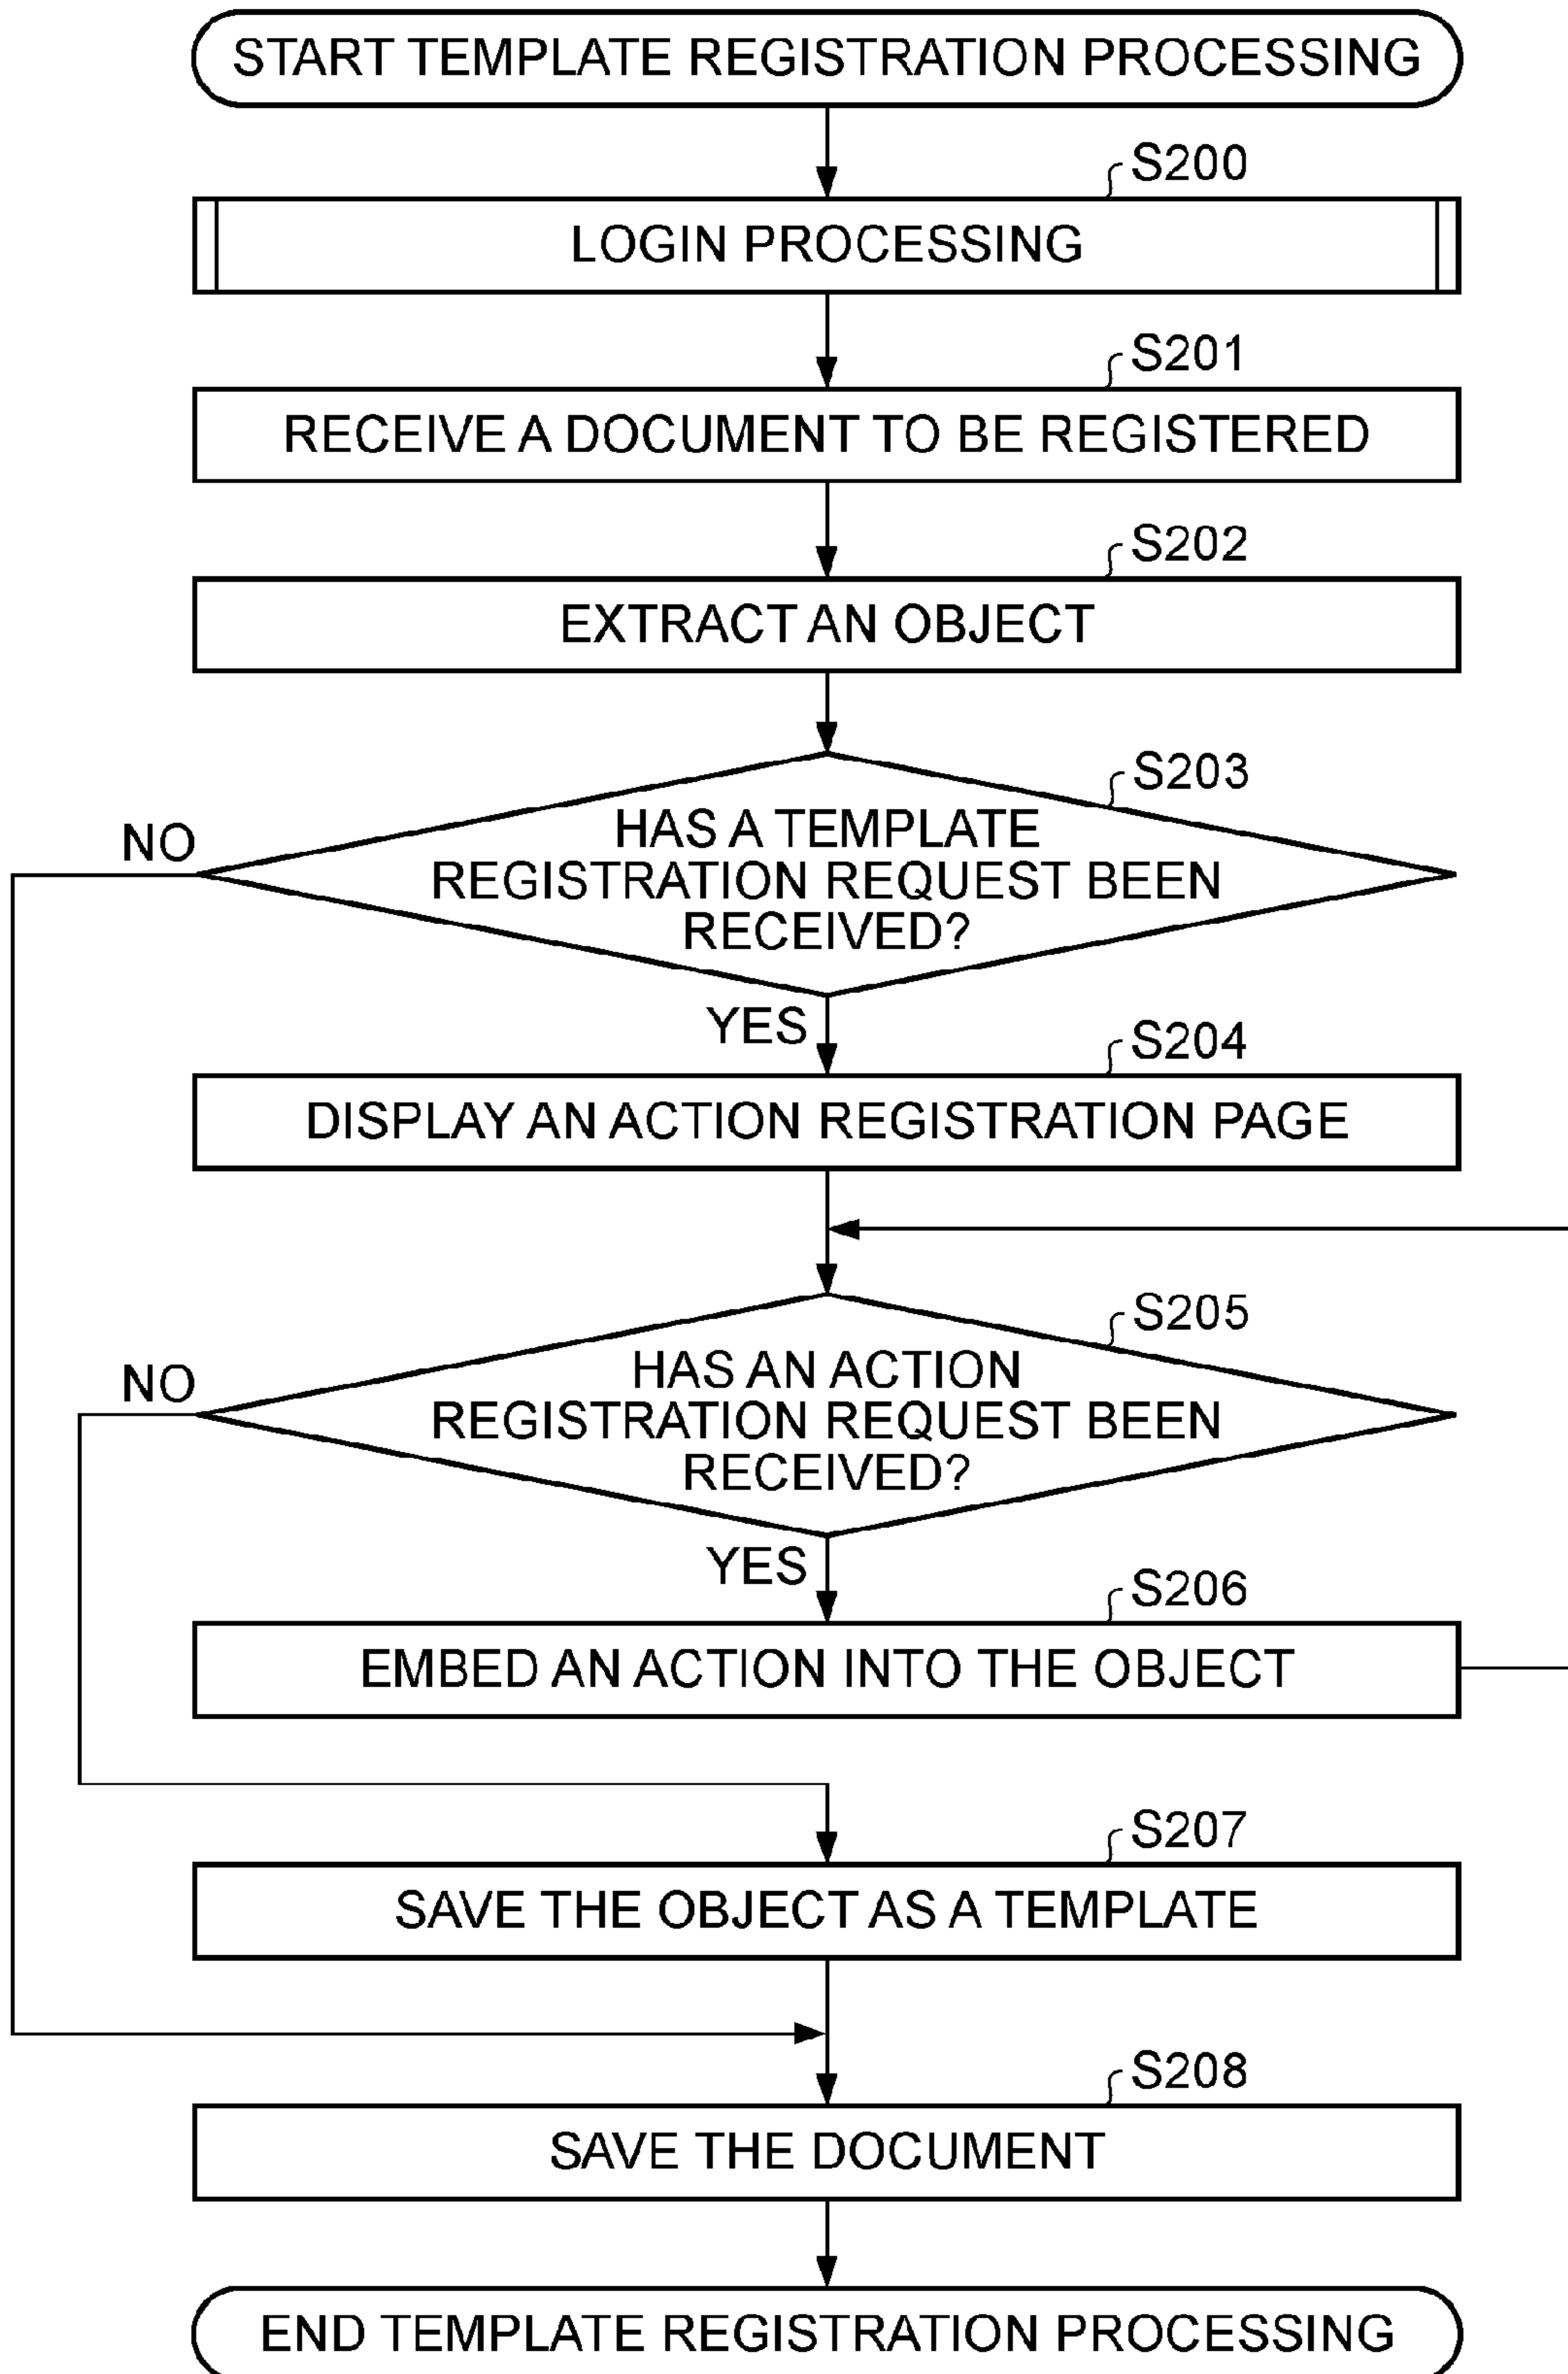 START TEMPLATE REGISTRATION PROCESSING
S200
LOGIN PROCESSING
S201
RECEIVE A DOCUMENT TO BE REGISTERED
S202
EXTRACT AN OBJECT
S203
HAS A TEMPLATE
NO
REGISTRATION REQUEST BEEN
RECEIVED?
YES
S204
DISPLAY AN ACTION REGISTRATION PAGE
S205
HAS AN ACTION
NO
REGISTRATION REQUEST BEEN
RECEIVED?
YES
S206
EMBED AN ACTION INTO THE OBJECT
S207
SAVE THE OBJECT AS A TEMPLATE
S208
SAVE THE DOCUMENT
END TEMPLATE REGISTRATION PROCESSING